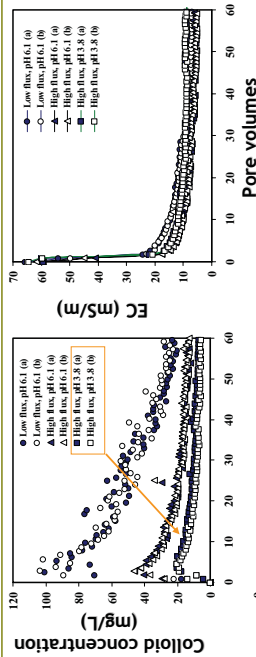 Colloid concentration
(mg/L)
120
100
80
60
40
20
0
Low flux, pH 6.1 (a)
Low flux, pH 6.1 (b)
High flux, pH 6.1 (a)
High flux, pH 6.1 (b)
High flux, pH 3.8 (a)
High flux, pH 3.8 (b)
0
10
20
30
40
50
60
EC (mS/m)
70
60
50
40
30
20
10
0
Low flux, pH 6.1 (a)
Low flux, pH 6.1 (b)
High flux, pH 6.1 (a)
High flux, pH 6.1 (b)
High flux, pH 3.8 (a)
High flux, pH 3.8 (b)
0
10
20
30
40
50
60
Pore volumes